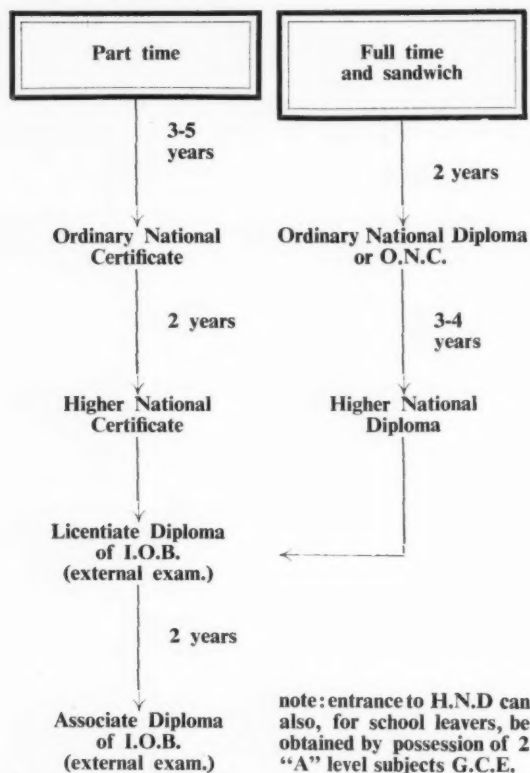 Part time
3-5
years
Ordinary National
Certificate
2 years
Higher National
Certificate
Licentiate Diploma
of I.O.B.
(external exam.)
2 years
Associate Diploma
of I.O.B.
(external exam.)
Full time
and sandwich
2 years
Ordinary National Diploma
or O.N.C.
3-4
years
Higher National
Diploma
note: entrance to H.N.D can
also, for school leavers, be
obtained by possession of 2
“A” level subjects G.C.E.